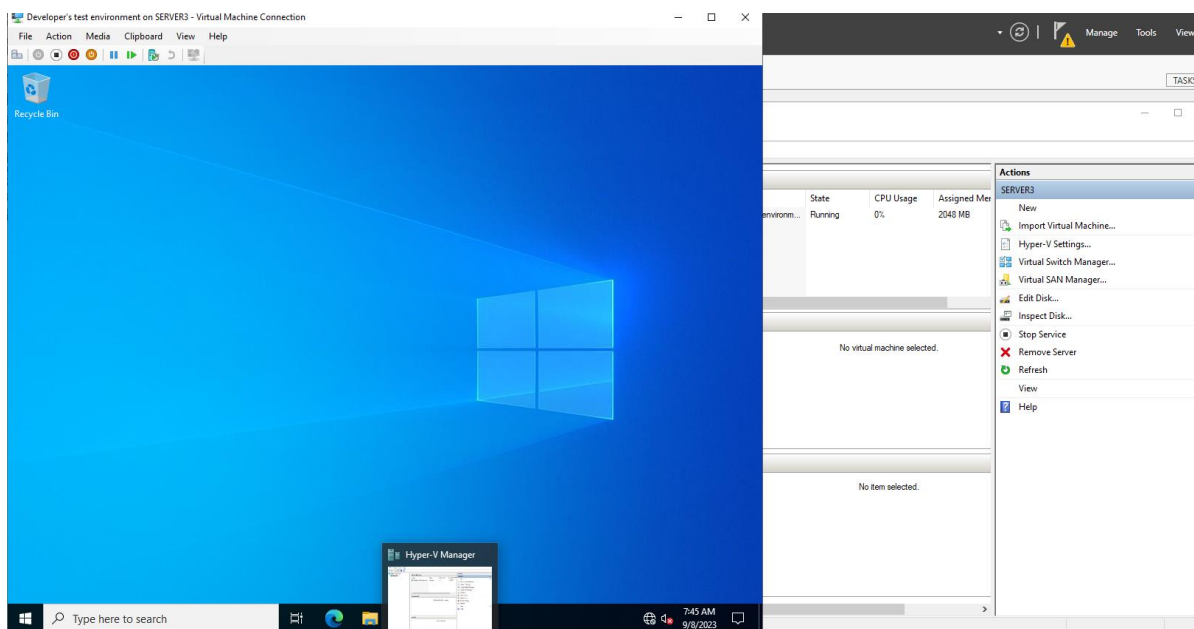 Developer's test environment on SERVER3 - Virtual Machine Connection
File Action Media Clipboard View Help
Manage Tools View
TASKS
Recycle Bin
Actions
SERVER3
New
Import Virtual Machine...
Hyper-V Settings...
Virtual Switch Manager...
Virtual SAN Manager...
Edit Disk...
Inspect Disk...
Stop Service
Remove Server
Refresh
View
Help
State CPU Usage Assigned Mer
environm... Running 0% 2048 MB
No virtual machine selected.
No item selected.
Hyper-V Manager
Type here to search
7:45 AM
9/8/2023